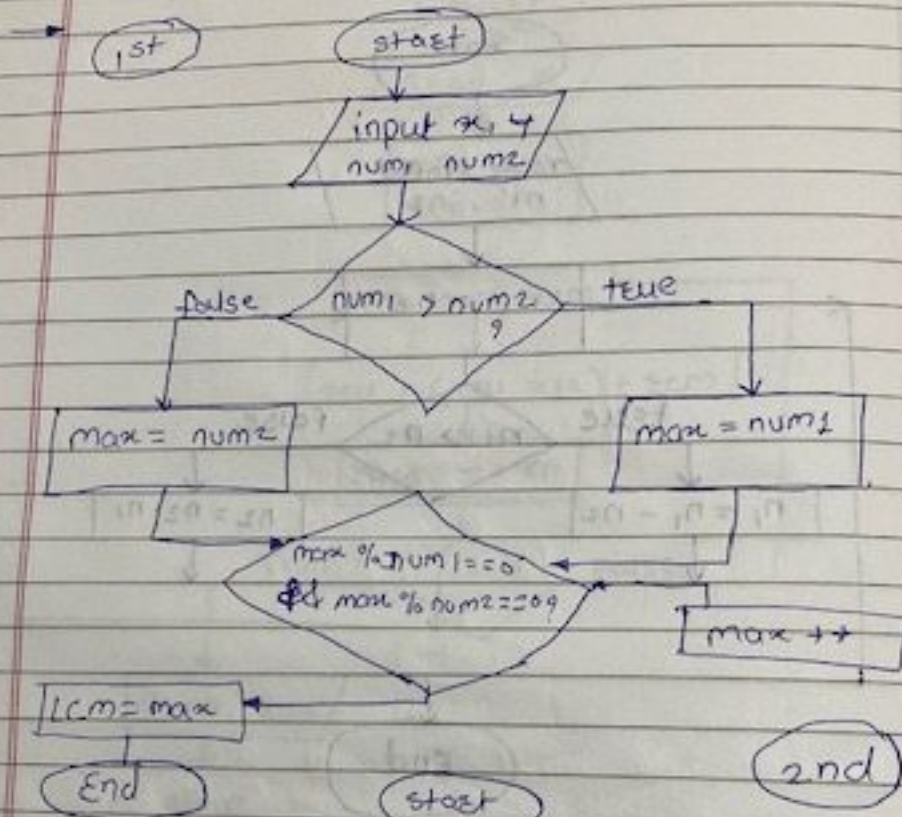 1st
start
input x, y
num1 num2
num1 > num2
?
false
true
max = num2
max = num1
max % num1 == 0
&& max % num2 == 0?
max ++
LCM = max
End
start
2nd